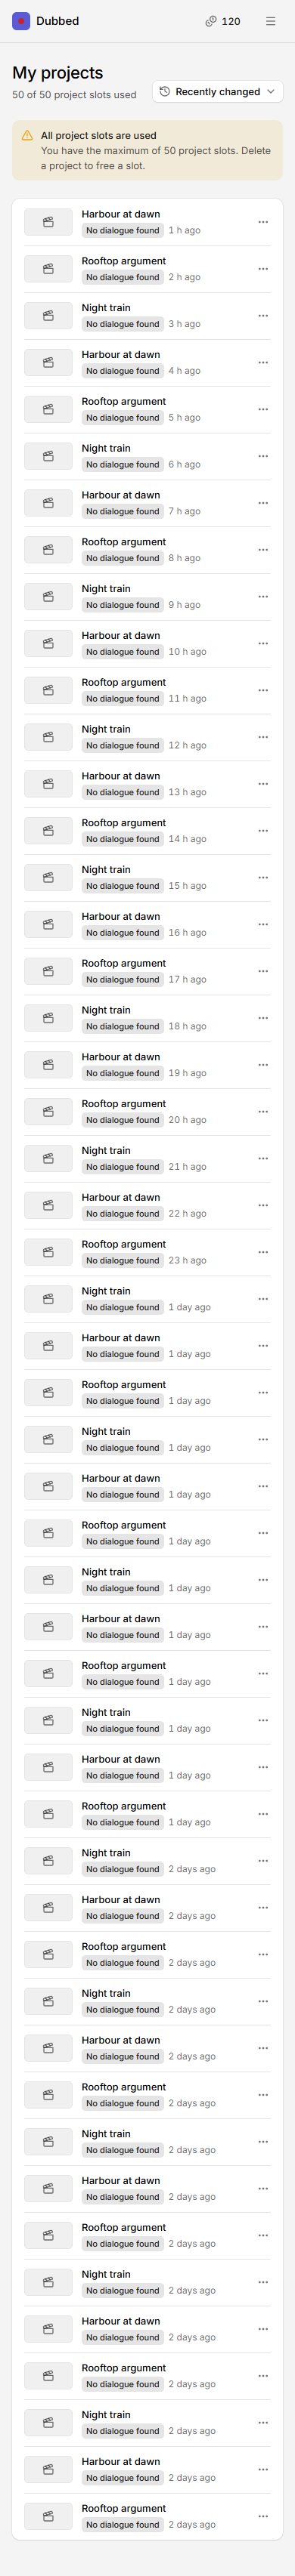 Dubbed
120
My projects
50 of 50 project slots used
Recently changed
All project slots are used
You have the maximum of 50 project slots. Delete
a project to free a slot.
Harbour at dawn
No dialogue found 1 h ago
Rooftop argument
No dialogue found 2 h ago
Night train
No dialogue found 3 h ago
Harbour at dawn
No dialogue found 4 h ago
Rooftop argument
No dialogue found 5 h ago
Night train
No dialogue found 6 h ago
Harbour at dawn
No dialogue found 7 h ago
Rooftop argument
No dialogue found 8 h ago
Night train
No dialogue found 9 h ago
Harbour at dawn
No dialogue found 10 h ago
Rooftop argument
No dialogue found 11 h ago
Night train
No dialogue found 12 h ago
Harbour at dawn
No dialogue found 13 h ago
Rooftop argument
No dialogue found 14 h ago
Night train
No dialogue found 15 h ago
Harbour at dawn
No dialogue found 16 h ago
Rooftop argument
No dialogue found 17 h ago
Night train
No dialogue found 18 h ago
Harbour at dawn
No dialogue found 19 h ago
Rooftop argument
No dialogue found 20 h ago
Night train
No dialogue found 21 h ago
Harbour at dawn
No dialogue found 22 h ago
Rooftop argument
No dialogue found 23 h ago
Night train
No dialogue found 1 day ago
Harbour at dawn
No dialogue found 1 day ago
Rooftop argument
No dialogue found 1 day ago
Night train
No dialogue found 1 day ago
Harbour at dawn
No dialogue found 1 day ago
Rooftop argument
No dialogue found 1 day ago
Night train
No dialogue found 1 day ago
Harbour at dawn
No dialogue found 1 day ago
Rooftop argument
No dialogue found 1 day ago
Night train
No dialogue found 1 day ago
Harbour at dawn
No dialogue found 1 day ago
Rooftop argument
No dialogue found 1 day ago
Night train
No dialogue found 2 days ago
Harbour at dawn
No dialogue found 2 days ago
Rooftop argument
No dialogue found 2 days ago
Night train
No dialogue found 2 days ago
Harbour at dawn
No dialogue found 2 days ago
Rooftop argument
No dialogue found 2 days ago
Night train
No dialogue found 2 days ago
Harbour at dawn
No dialogue found 2 days ago
Rooftop argument
No dialogue found 2 days ago
Night train
No dialogue found 2 days ago
Harbour at dawn
No dialogue found 2 days ago
Rooftop argument
No dialogue found 2 days ago
Night train
No dialogue found 2 days ago
Harbour at dawn
No dialogue found 2 days ago
Rooftop argument
No dialogue found 2 days ago